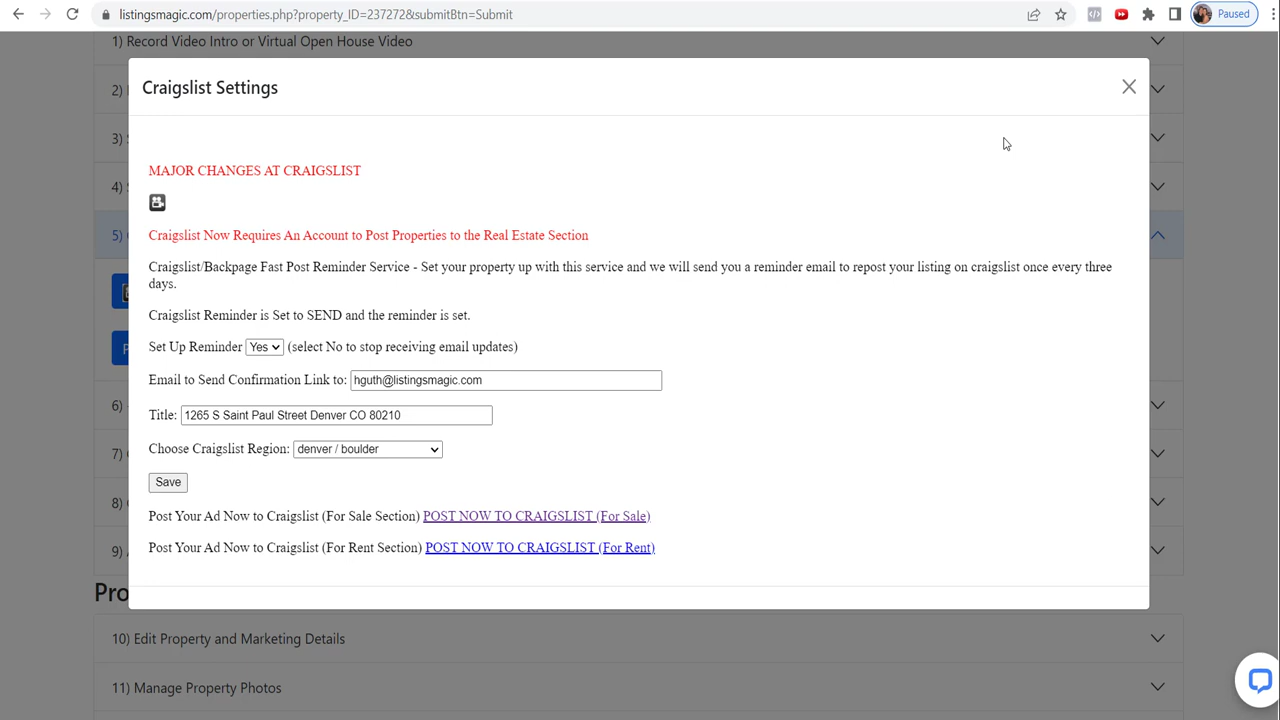 listingsmagic.com/properties.php?property_ID=237272&submitBtn=Submit
Paused
1) Record Video Intro or Virtual Open House Video
Craigslist Settings
2)
3) S
4) S
5) C
MAJOR CHANGES AT CRAIGSLIST
Craigslist Now Requires An Account to Post Properties to the Real Estate Section
Craigslist/Backpage Fast Post Reminder Service - Set your property up with this service and we will send you a reminder email to repost your listing on craigslist once every three
days.
Craigslist Reminder is Set to SEND and the reminder is set.
Set Up Reminder Yes (select No to stop receiving email updates)
Email to Send Confirmation Link to: hguth@listingsmagic.com
Title: 1265 S Saint Paul Street Denver CO 80210
Choose Craigslist Region: denver / boulder
Save
Post Your Ad Now to Craigslist (For Sale Section) POST NOW TO CRAIGSLIST (For Sale)
Post Your Ad Now to Craigslist (For Rent Section) POST NOW TO CRAIGSLIST (For Rent)
6)
7)
8)
9)
Pro
10) Edit Property and Marketing Details
11) Manage Property Photos